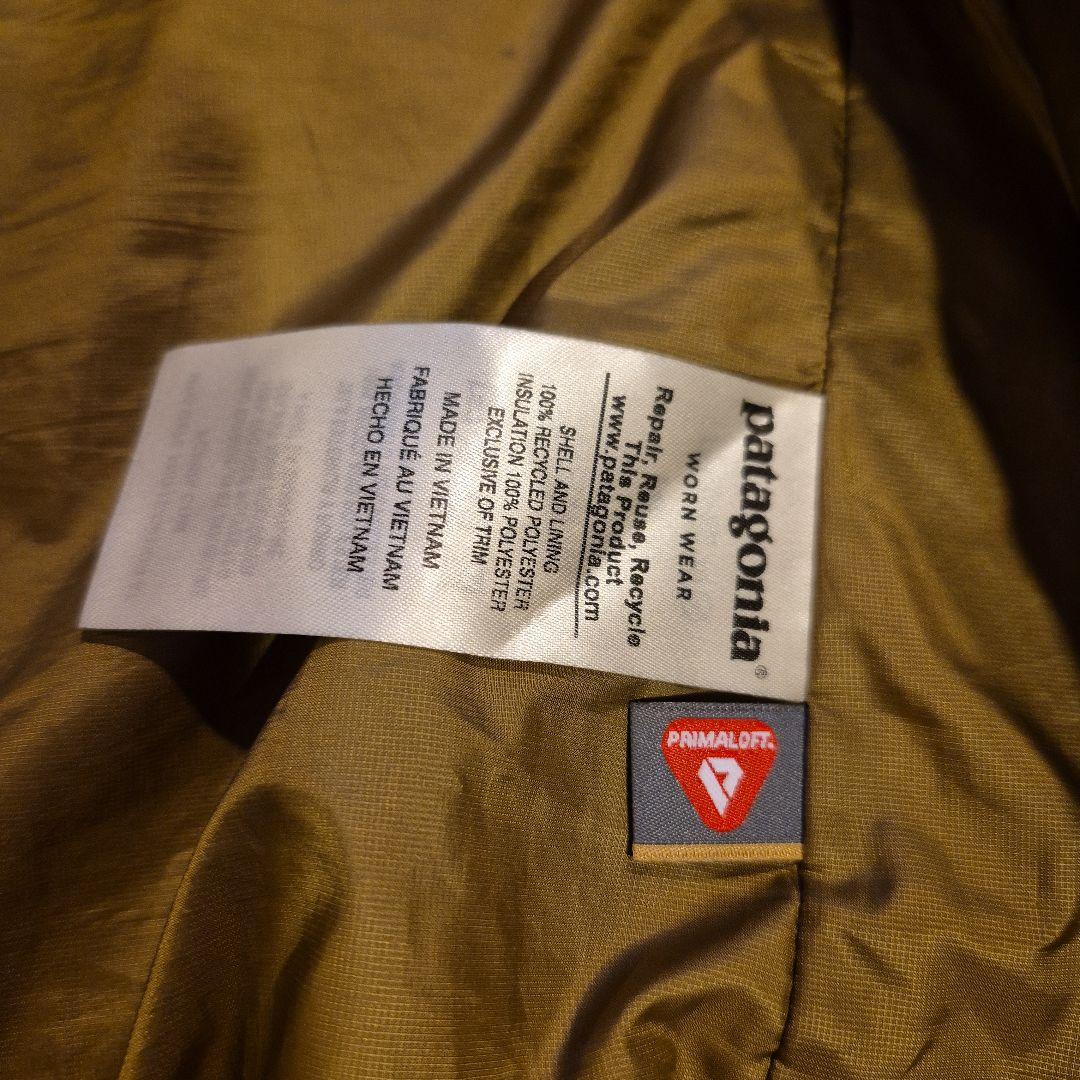 patagonia®
WORN WEAR
Repair, Reuse, Recycle
This Product
www.patagonia.com
SHELL AND LINING
100% RECYCLED POLYESTER
INSULATION 100% POLYESTER
EXCLUSIVE OF TRIM
MADE IN VIETNAM
FABRIQUÉ AU VIETNAM
HECHO EN VIETNAM
PRIMALOFT